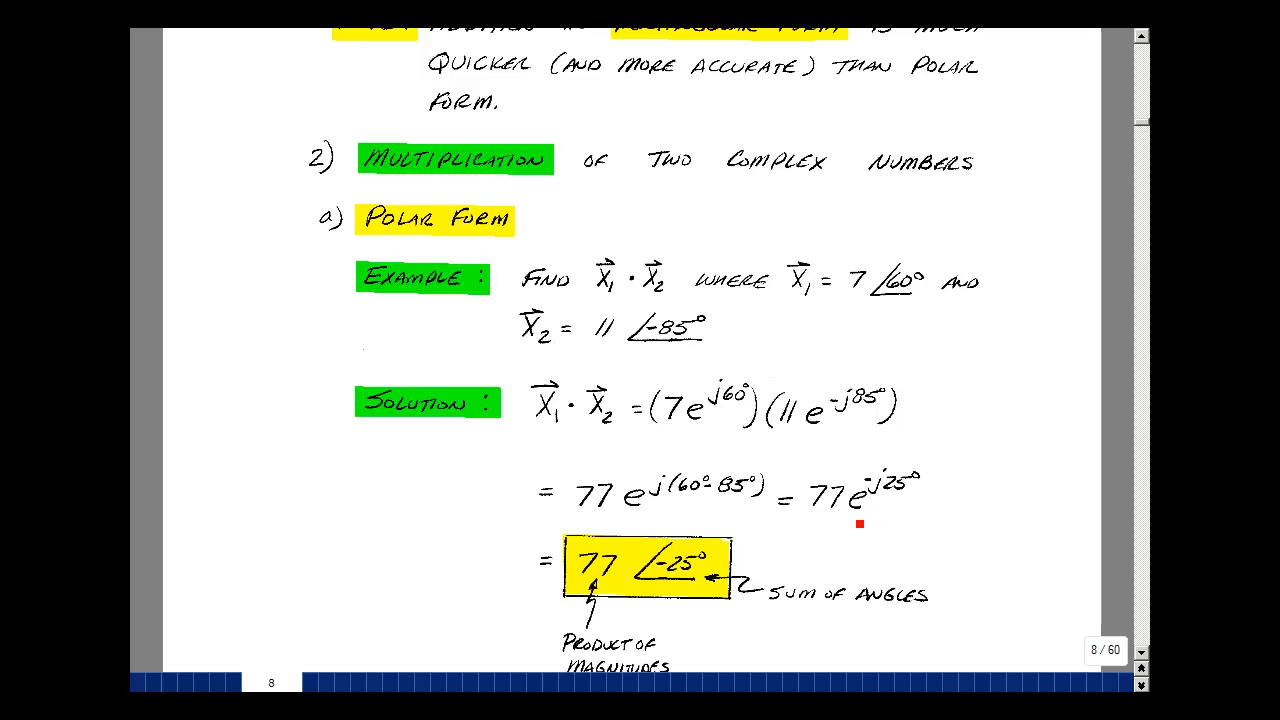 QUICKER (AND MORE ACCURATE) THAN POLAR
FORM.
2) MULTIPLICATION OF TWO COMPLEX NUMBERS
a) POLAR FORM
EXAMPLE: FIND X⃗₁ · X⃗₂ WHERE X⃗₁ = 7 ∠60° AND
X⃗₂ = 11 ∠-85°
SOLUTION: X⃗₁ · X⃗₂ = (7e^{j60°})(11e^{-j85°})
= 77 e^{j(60°-85°)} = 77e^{-j25°}
= 77 ∠-25°
SUM OF ANGLES
PRODUCT OF
MAGNITUDES
8 / 60
8